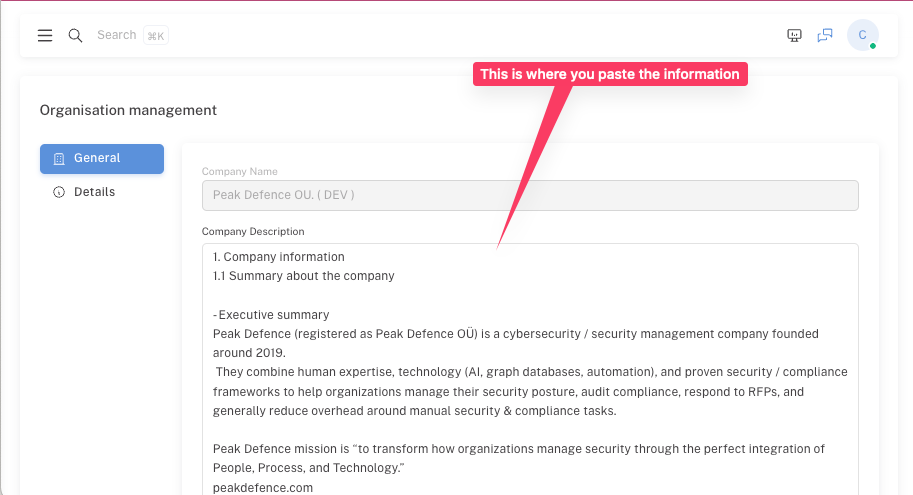 Search ⌘K
C
This is where you paste the information
Organisation management
General
Details
Company Name
Peak Defence OU. ( DEV )
Company Description
1. Company information
1.1 Summary about the company
- Executive summary
Peak Defence (registered as Peak Defence OÜ) is a cybersecurity / security management company founded
around 2019.
They combine human expertise, technology (AI, graph databases, automation), and proven security / compliance
frameworks to help organizations manage their security posture, audit compliance, respond to RFPs, and
generally reduce overhead around manual security & compliance tasks.
Peak Defence mission is “to transform how organizations manage security through the perfect integration of
People, Process, and Technology.”
peakdefence.com